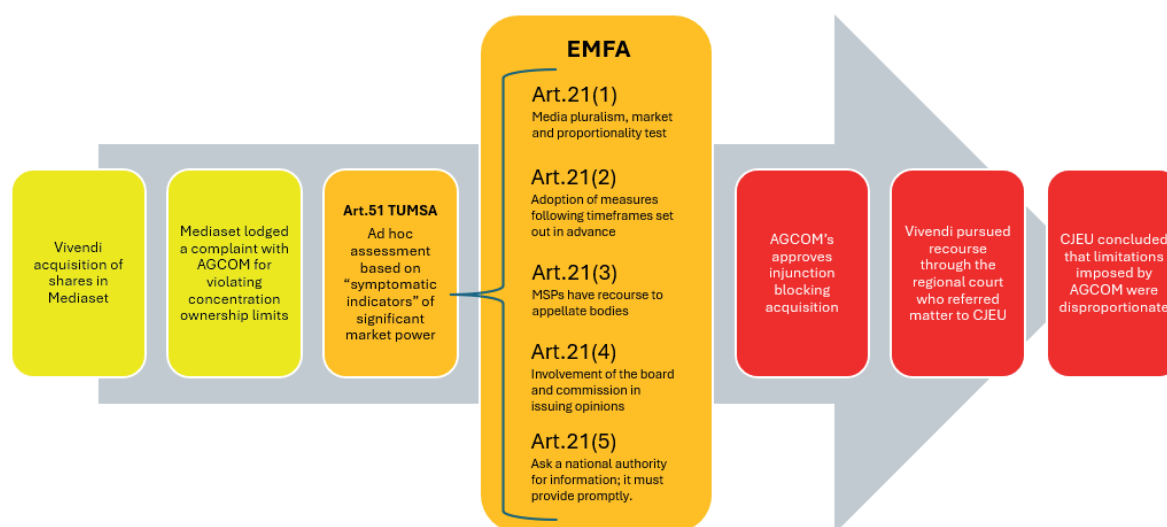 Vivendi
acquisition of
shares in
Mediaset
Mediaset lodged
a complaint with
AGCOM for
violating
concentration
ownership limits
Art.51 TUMSA
Ad hoc
assessment
based on
“symptomatic
indicators” of
significant
market power
EMFA
Art.21(1)
Media pluralism, market
and proportionality test
Art.21(2)
Adoption of measures
following timeframes set
out in advance
Art.21(3)
MSPs have recourse to
appellate bodies
Art.21(4)
Involvement of the board
and commission in
issuing opinions
Art.21(5)
Ask a national authority
for information; it must
provide promptly.
AGCOM’s
approves
injunction
blocking
acquisition
Vivendi pursued
recourse
through the
regional court
who referred
matter to CJEU
CJEU concluded
that limitations
imposed by
AGCOM were
disproportionate